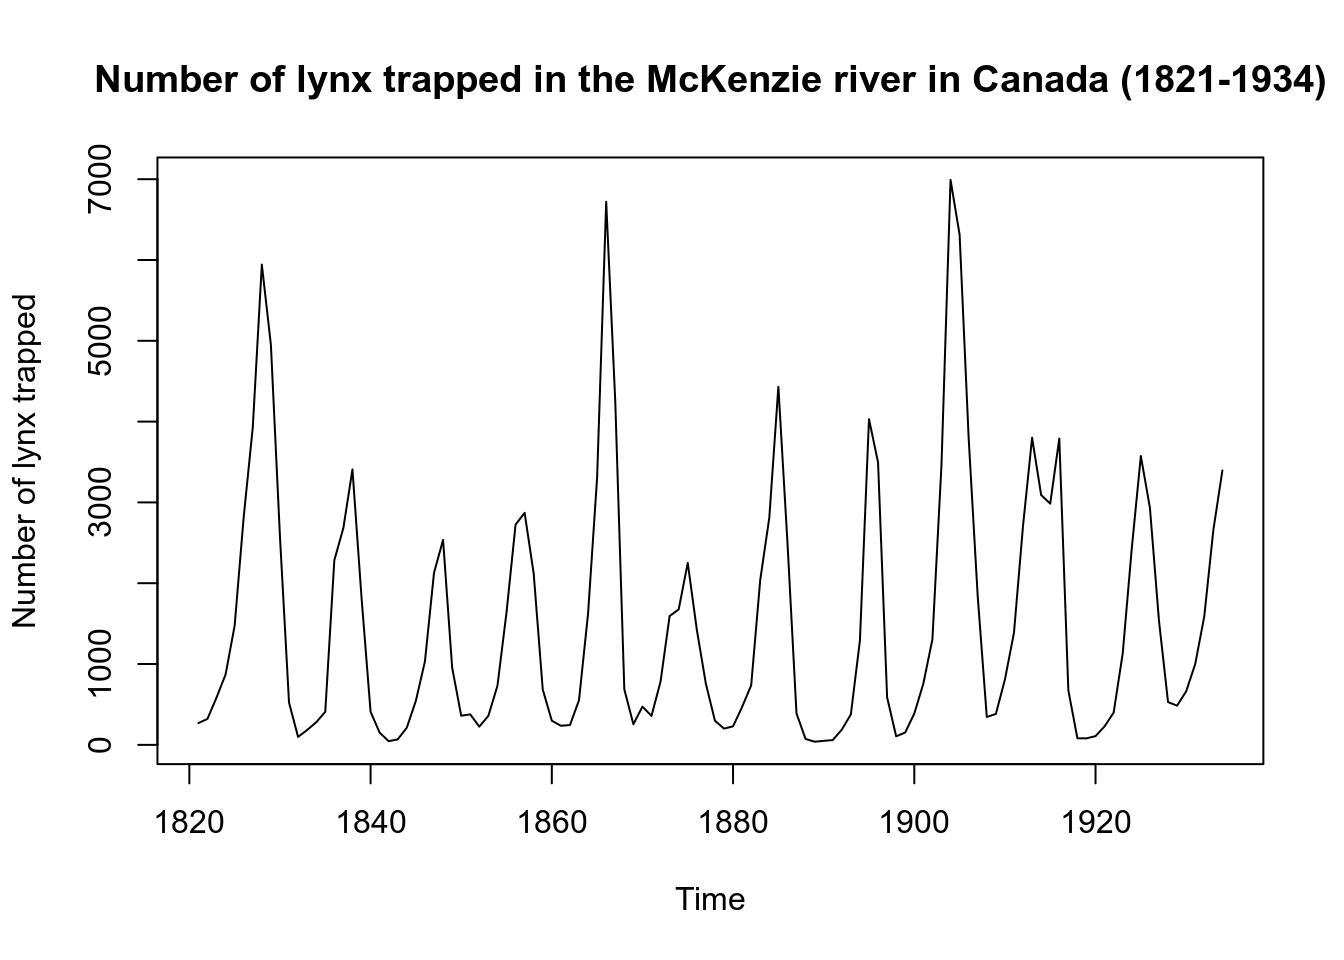 Number of lynx trapped in the McKenzie river in Canada (1821-1934)
Number of lynx trapped
7000
5000
3000
1000
0
1820 1840 1860 1880 1900 1920
Time